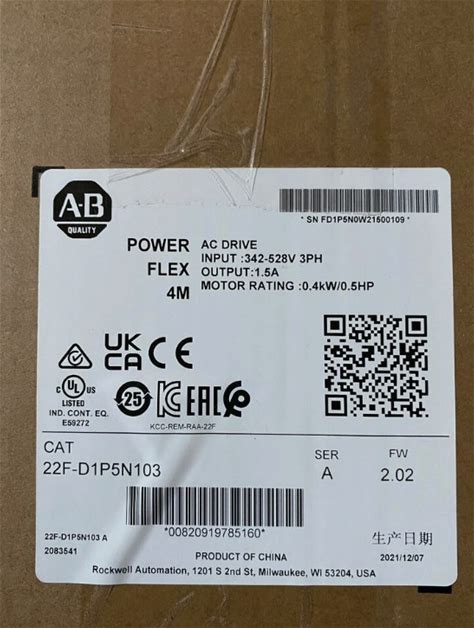 A-B
QUALITY
* SN FD1P5N0W21500109 *
POWER
FLEX
4M
AC DRIVE
INPUT :342-528V 3PH
OUTPUT:1.5A
MOTOR RATING :0.4kW/0.5HP
UK
CA CE
C UL US
LISTED
IND. CONT. EQ.
E59272
25
KC EAC
KCC-REM-RAA-22F
CAT
22F-D1P5N103
SER
A
FW
2.02
*00820919785160*
22F-D1P5N103 A
2083541
生产日期
2021/12/07
PRODUCT OF CHINA
Rockwell Automation, 1201 S 2nd St, Milwaukee, WI 53204, USA